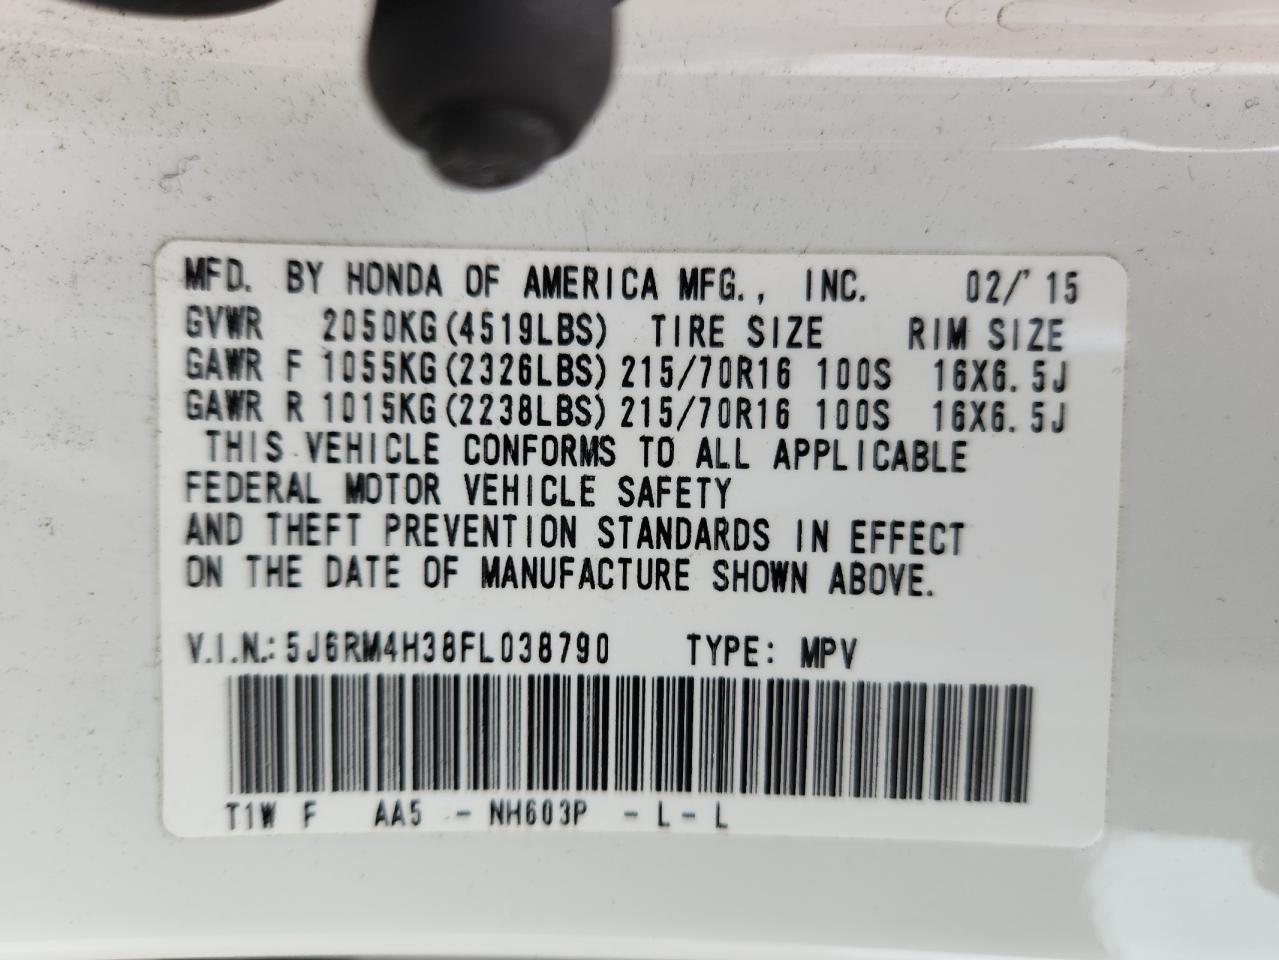 MFD. BY HONDA OF AMERICA MFG., INC. 02/'15
GVWR 2050KG(4519LBS) TIRE SIZE RIM SIZE
GAWR F 1055KG(2326LBS) 215/70R16 100S 16X6.5J
GAWR R 1015KG(2238LBS) 215/70R16 100S 16X6.5J
THIS VEHICLE CONFORMS TO ALL APPLICABLE
FEDERAL MOTOR VEHICLE SAFETY
AND THEFT PREVENTION STANDARDS IN EFFECT
ON THE DATE OF MANUFACTURE SHOWN ABOVE.
V.I.N.: 5J6RM4H38FL038790 TYPE: MPV
T1W F AA5 - NH603P - L - L